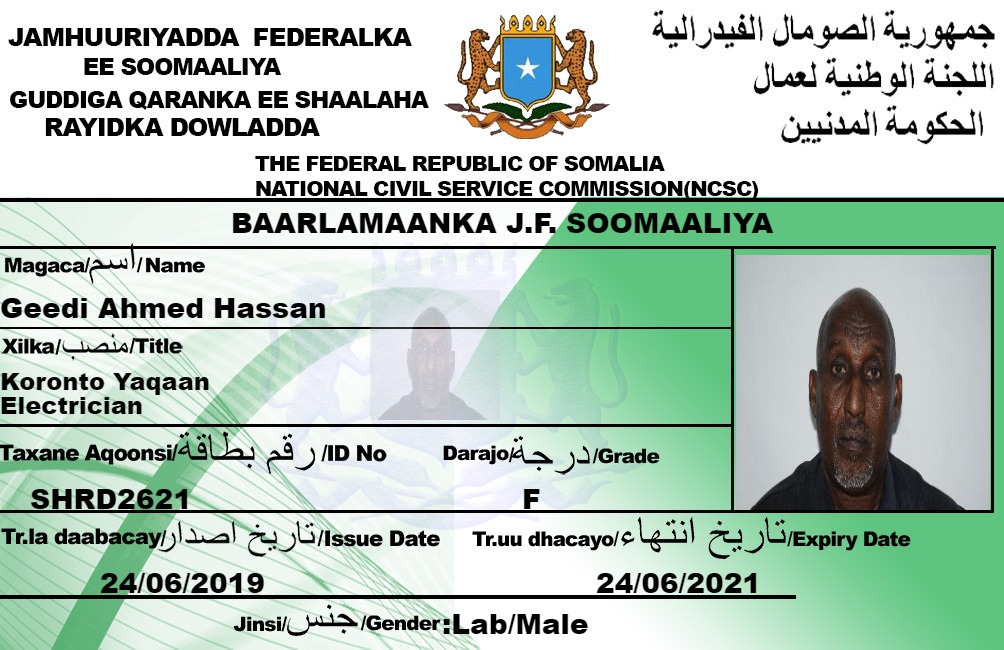 JAMHUURIYADDA FEDERALKA
EE SOOMAALIYA
GUDDIGA QARANKA EE SHAALAHA
RAYIDKA DOWLADDA
جمهورية الصومال الفيدرالية
اللجنة الوطنية لعمال
الحكومة المدنيين
THE FEDERAL REPUBLIC OF SOMALIA
NATIONAL CIVIL SERVICE COMMISSION(NCSC)
BAARLAMAANKA J.F. SOOMAALIYA
Magaca/اسم/Name
Geedi Ahmed Hassan
Xilka/منصب/Title
Koronto Yaqaan
Electrician
Taxane Aqoonsi/رقم بطاقة/ID No Darajo/درجة/Grade
SHRD2621 F
Tr.la daabacay/تاريخ اصدار/Issue Date Tr.uu dhacayo/تاريخ انتهاء/Expiry Date
24/06/2019 24/06/2021
Jinsi/جنس/Gender:Lab/Male